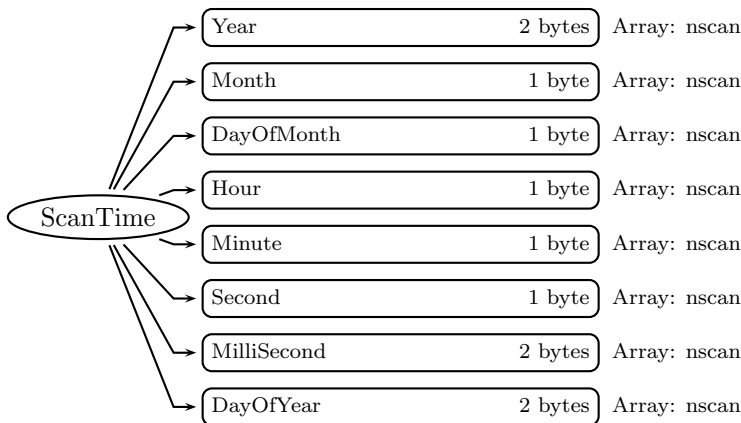 Year 2 bytes Array: nscan
Month 1 byte Array: nscan
DayOfMonth 1 byte Array: nscan
Hour 1 byte Array: nscan
ScanTime
Minute 1 byte Array: nscan
Second 1 byte Array: nscan
MilliSecond 2 bytes Array: nscan
DayOfYear 2 bytes Array: nscan